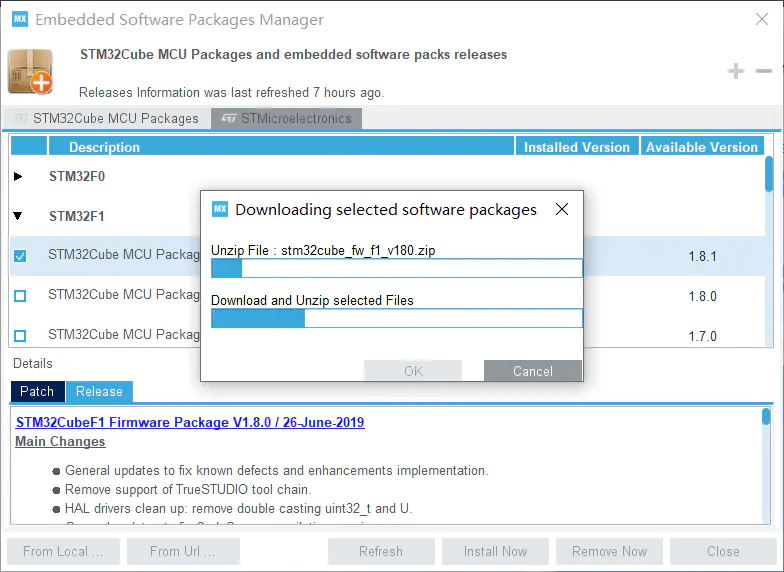 MX Embedded Software Packages Manager
STM32Cube MCU Packages and embedded software packs releases
Releases Information was last refreshed 7 hours ago.
STM32Cube MCU Packages
STMicroelectronics
Description
Installed Version
Available Version
STM32F0
STM32F1
STM32Cube MCU Packag
1.8.1
STM32Cube MCU Packag
1.8.0
STM32Cube MCU Packag
1.7.0
MX Downloading selected software packages
Unzip File : stm32cube_fw_f1_v180.zip
Download and Unzip selected Files
OK
Cancel
Details
Patch
Release
STM32CubeF1 Firmware Package V1.8.0 / 26-June-2019
Main Changes
General updates to fix known defects and enhancements implementation.
Remove support of TrueSTUDIO tool chain.
HAL drivers clean up: remove double casting uint32_t and U.
From Local ...
From Url ...
Refresh
Install Now
Remove Now
Close